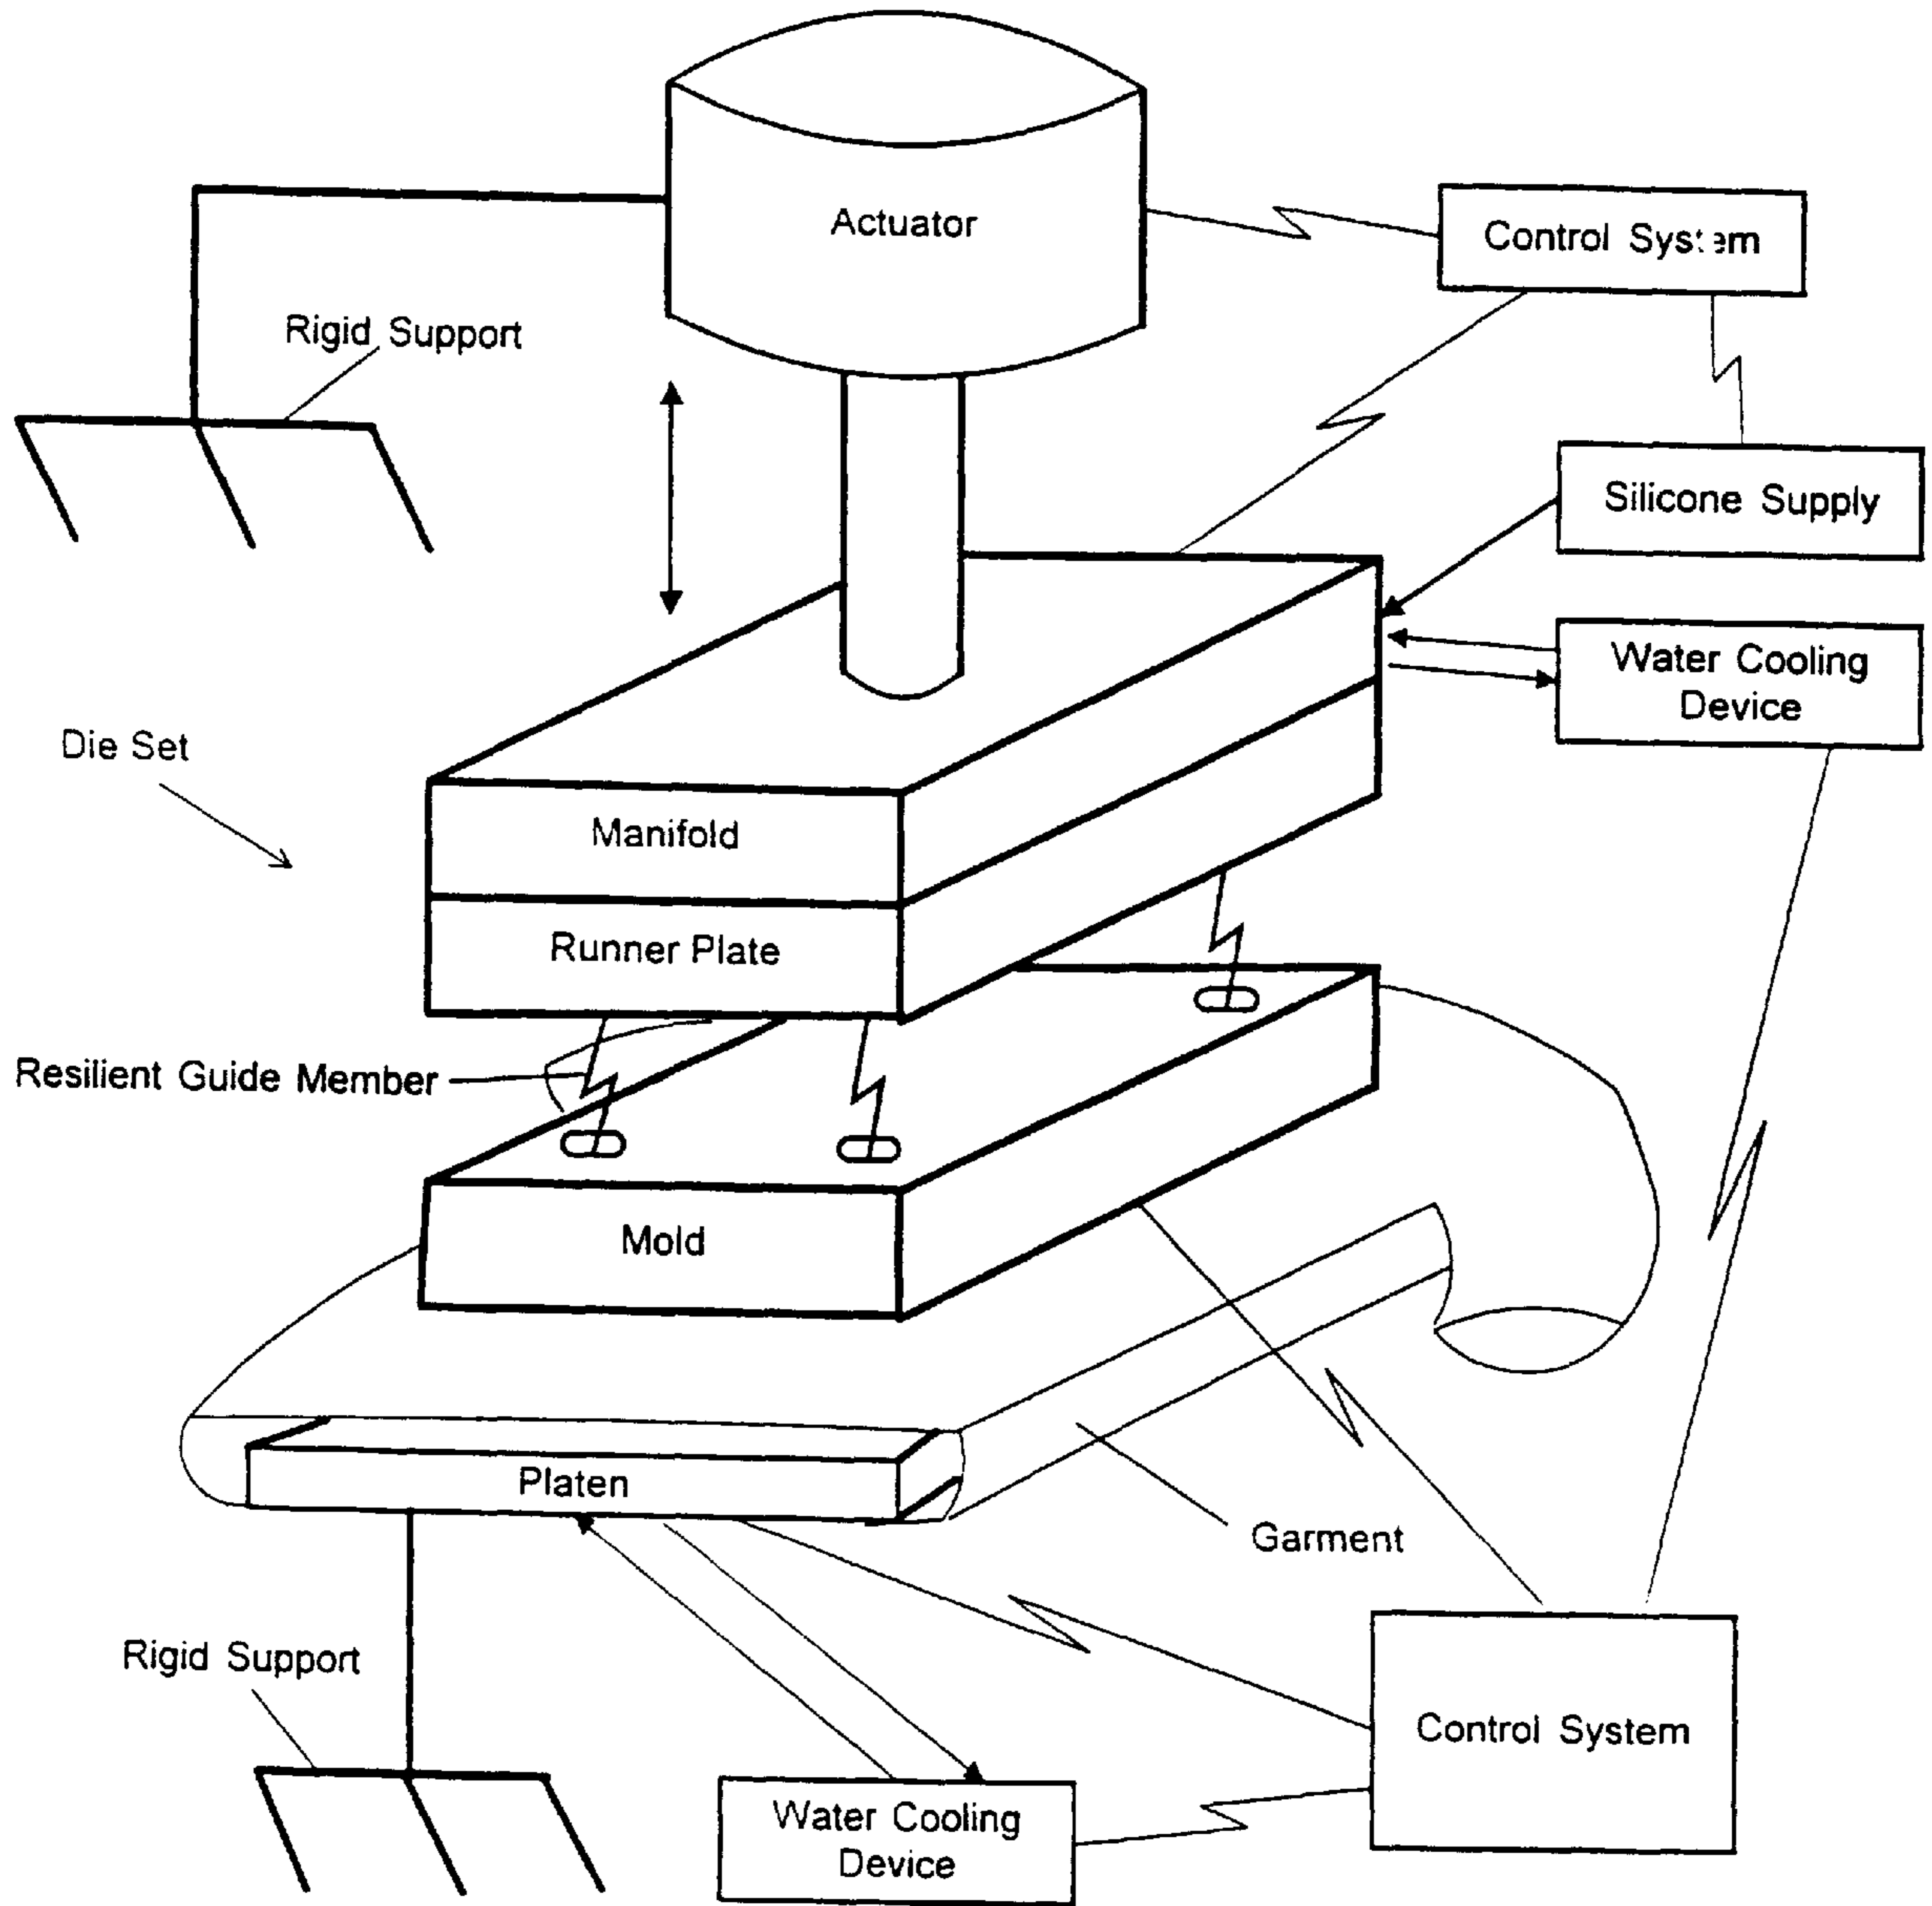 Actuator
Control System
Rigid Support
Silicone Supply
Water Cooling
Device
Die Set
Manifold
Runner Plate
Resilient Guide Member
Mold
Platen
Garment
Rigid Support
Control System
Water Cooling
Device